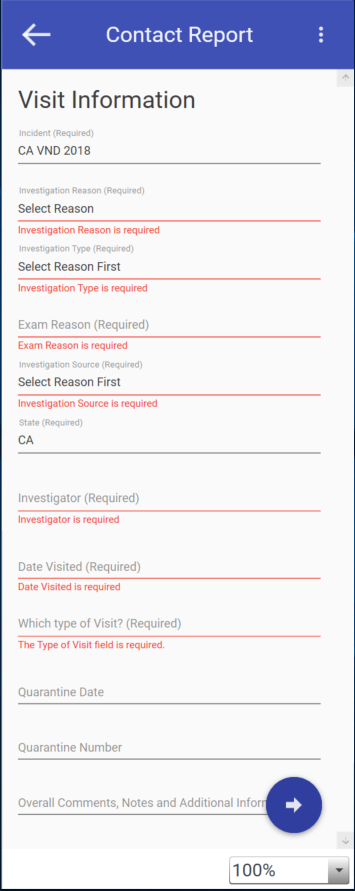 Contact Report
Visit Information
Incident (Required)
CA VND 2018
Investigation Reason (Required)
Select Reason
Investigation Reason is required
Investigation Type (Required)
Select Reason First
Investigation Type is required
Exam Reason (Required)
Exam Reason is required
Investigation Source (Required)
Select Reason First
Investigation Source is required
State (Required)
CA
Investigator (Required)
Investigator is required
Date Visited (Required)
Date Visited is required
Which type of Visit? (Required)
The Type of Visit field is required.
Quarantine Date
Quarantine Number
Overall Comments, Notes and Additional
100%